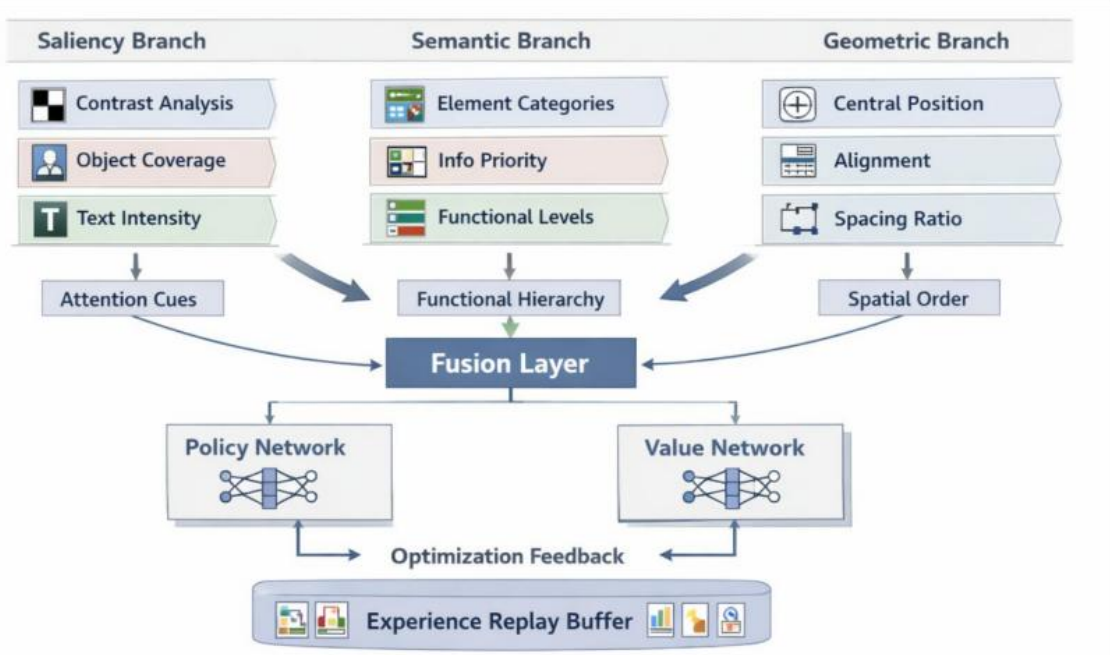 Saliency Branch
Semantic Branch
Geometric Branch
Contrast Analysis
Element Categories
Central Position
Object Coverage
Info Priority
Alignment
T Text Intensity
Functional Levels
Spacing Ratio
Attention Cues
Functional Hierarchy
Spatial Order
Fusion Layer
Policy Network
Value Network
Optimization Feedback
Experience Replay Buffer